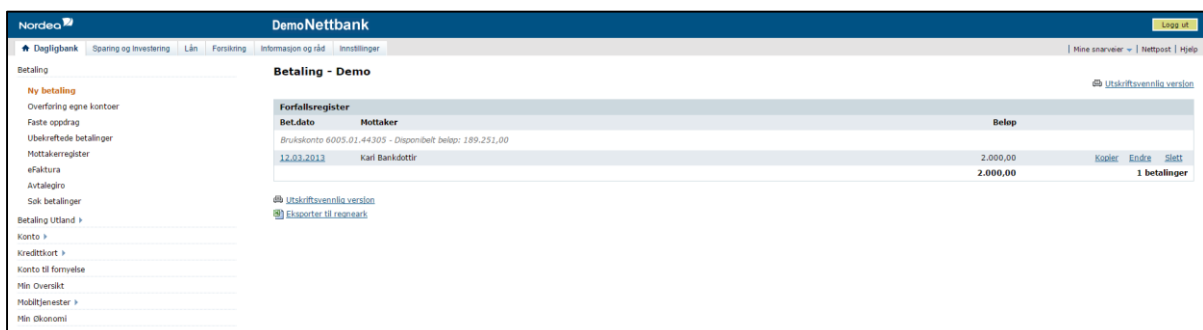 Nordea
DemoNettbank
Logg ut
Dagligbank Sparing og Investering Lån Forsikring Informasjon og råd Innstillinger
| Mine snarveier | Nettpost | Hjelp
Betaling
Ny betaling
Overføring egne kontoer
Faste oppdrag
Ubekreftede betalinger
Mottakerregister
eFaktura
Avtalegiro
Søk betalinger
Betaling Utland
Konto
Kredittkort
Konto til fornyelse
Min Oversikt
Mobiltjenester
Min Økonomi
Betaling - Demo
Utskriftsvennlig versjon
Forfallsregister
Bet.dato Mottaker Beløp
Brukskonto 6005.01.44305 - Disponibelt beløp: 189.251,00
12.03.2013 Kari Bankdottir 2.000,00 Kopier Endre Slett
2.000,00 1 betalinger
Utskriftsvennlig versjon
Eksporter til regneark